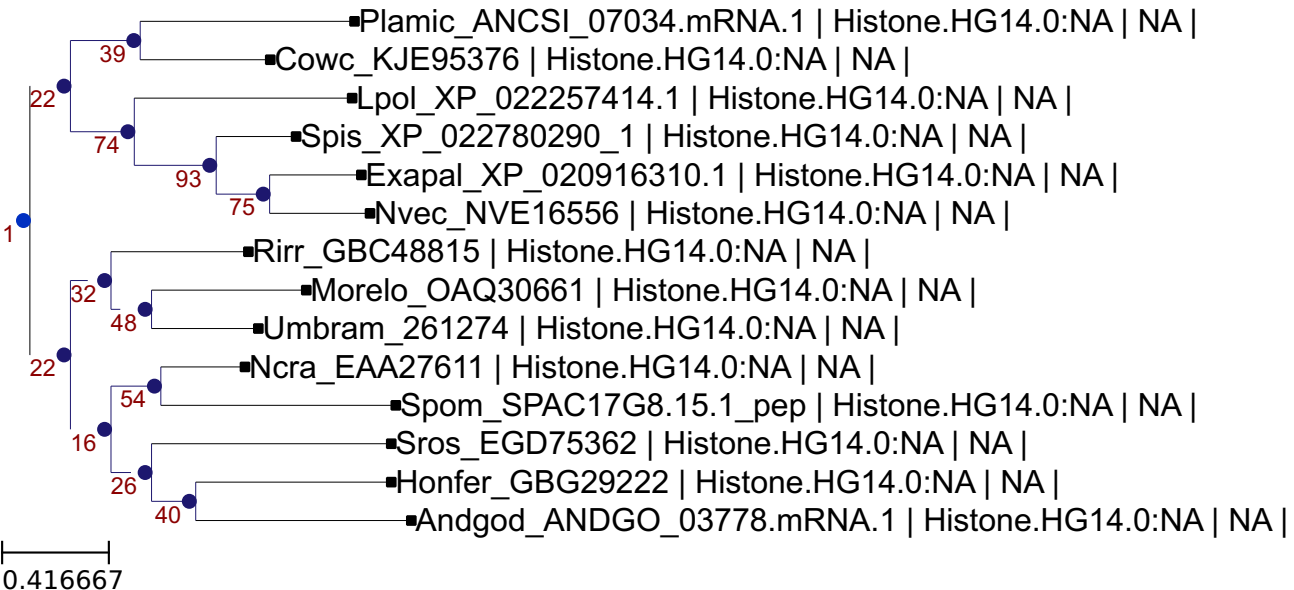 Plamic_ANCSI_07034.mRNA.1 | Histone.HG14.0:NA | NA |
39
Cowc_KJE95376 | Histone.HG14.0:NA | NA |
22
Lpol_XP_022257414.1 | Histone.HG14.0:NA | NA |
74
Spis_XP_022780290_1 | Histone.HG14.0:NA | NA |
93
Exapal_XP_020916310.1 | Histone.HG14.0:NA | NA |
75
Nvec_NVE16556 | Histone.HG14.0:NA | NA |
1
Rirr_GBC48815 | Histone.HG14.0:NA | NA |
32
Morelo_OAQ30661 | Histone.HG14.0:NA | NA |
48
Umbram_261274 | Histone.HG14.0:NA | NA |
22
Ncra_EAA27611 | Histone.HG14.0:NA | NA |
54
Spom_SPAC17G8.15.1_pep | Histone.HG14.0:NA | NA |
16
Sros_EGD75362 | Histone.HG14.0:NA | NA |
26
Honfer_GBG29222 | Histone.HG14.0:NA | NA |
40
Andgod_ANDGO_03778.mRNA.1 | Histone.HG14.0:NA | NA |
0.416667